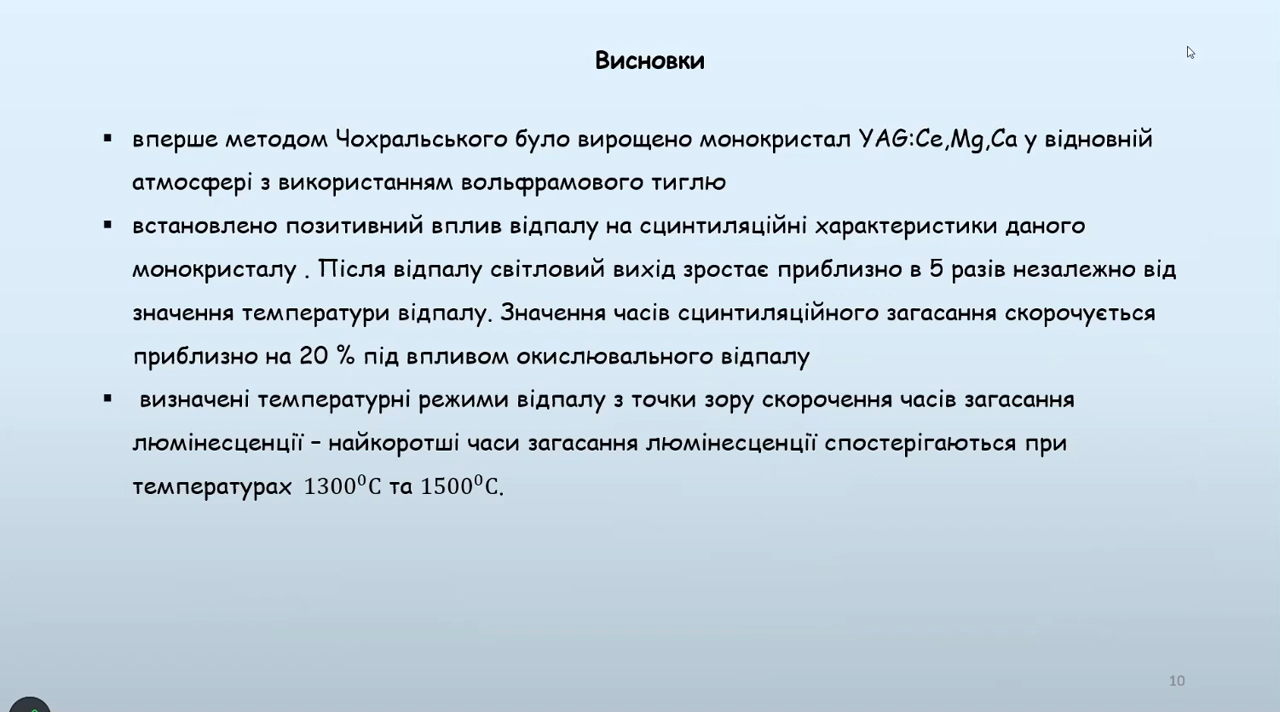 Висновки
▪ вперше методом Чохральського було вирощено монокристал YAG:Ce,Mg,Ca у відновній
атмосфері з використанням вольфрамового тиглю
▪ встановлено позитивний вплив відпалу на сцинтиляційні характеристики даного
монокристалу . Після відпалу світловий вихід зростає приблизно в 5 разів незалежно від
значення температури відпалу. Значення часів сцинтиляційного загасання скорочується
приблизно на 20 % під впливом окислювального відпалу
▪ визначені температурні режими відпалу з точки зору скорочення часів загасання
люмінесценції – найкоротші часи загасання люмінесценції спостерігаються при
температурах 1300⁰C та 1500⁰C.
10